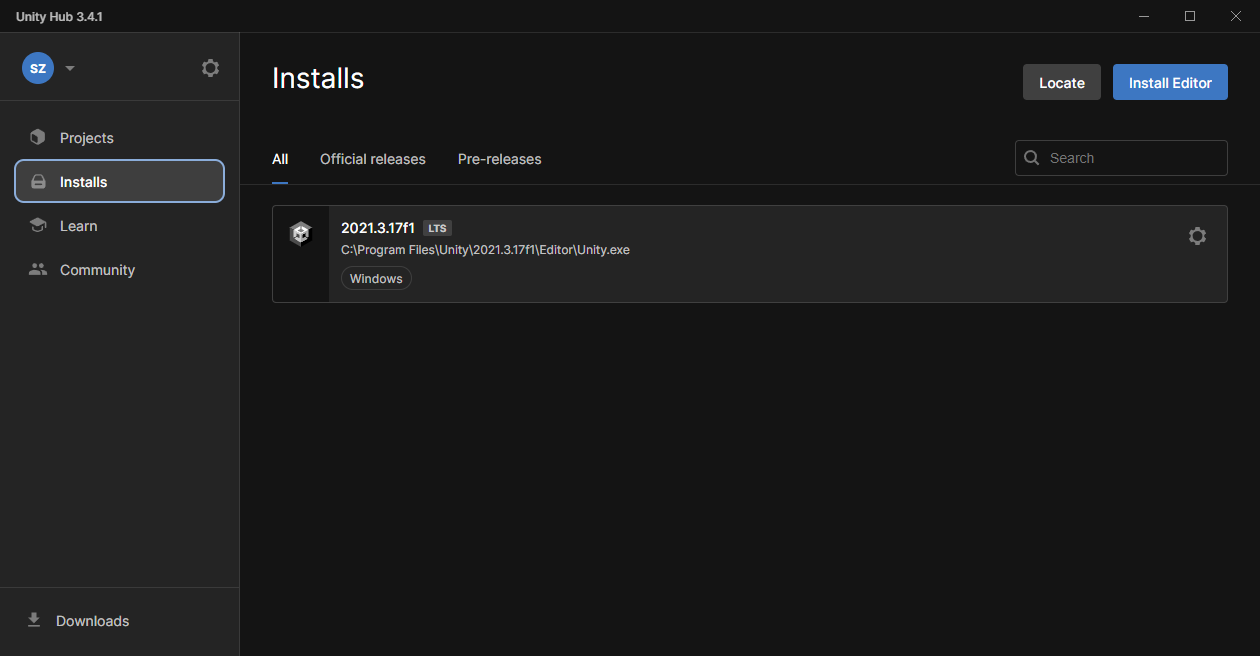 Unity Hub 3.4.1
SZ
Projects
Installs
Learn
Community
Downloads
Installs
Locate
Install Editor
All
Official releases
Pre-releases
Search
2021.3.17f1 LTS
C:\Program Files\Unity\2021.3.17f1\Editor\Unity.exe
Windows